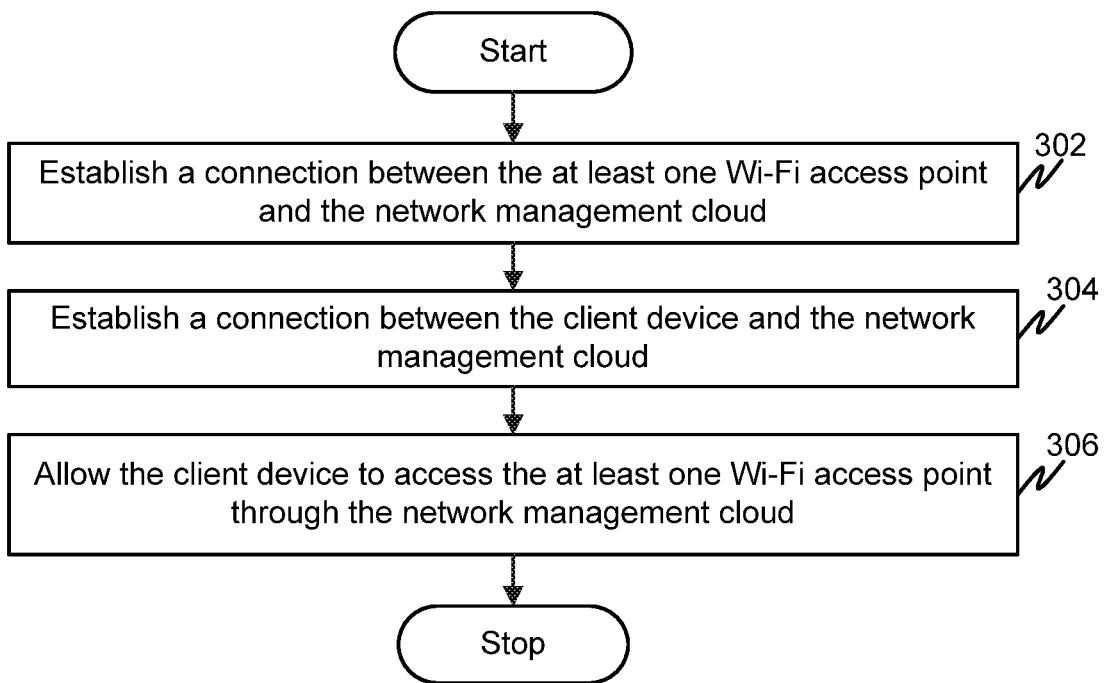 Start
302
Establish a connection between the at least one Wi-Fi access point
and the network management cloud
304
Establish a connection between the client device and the network
management cloud
306
Allow the client device to access the at least one Wi-Fi access point
through the network management cloud
Stop